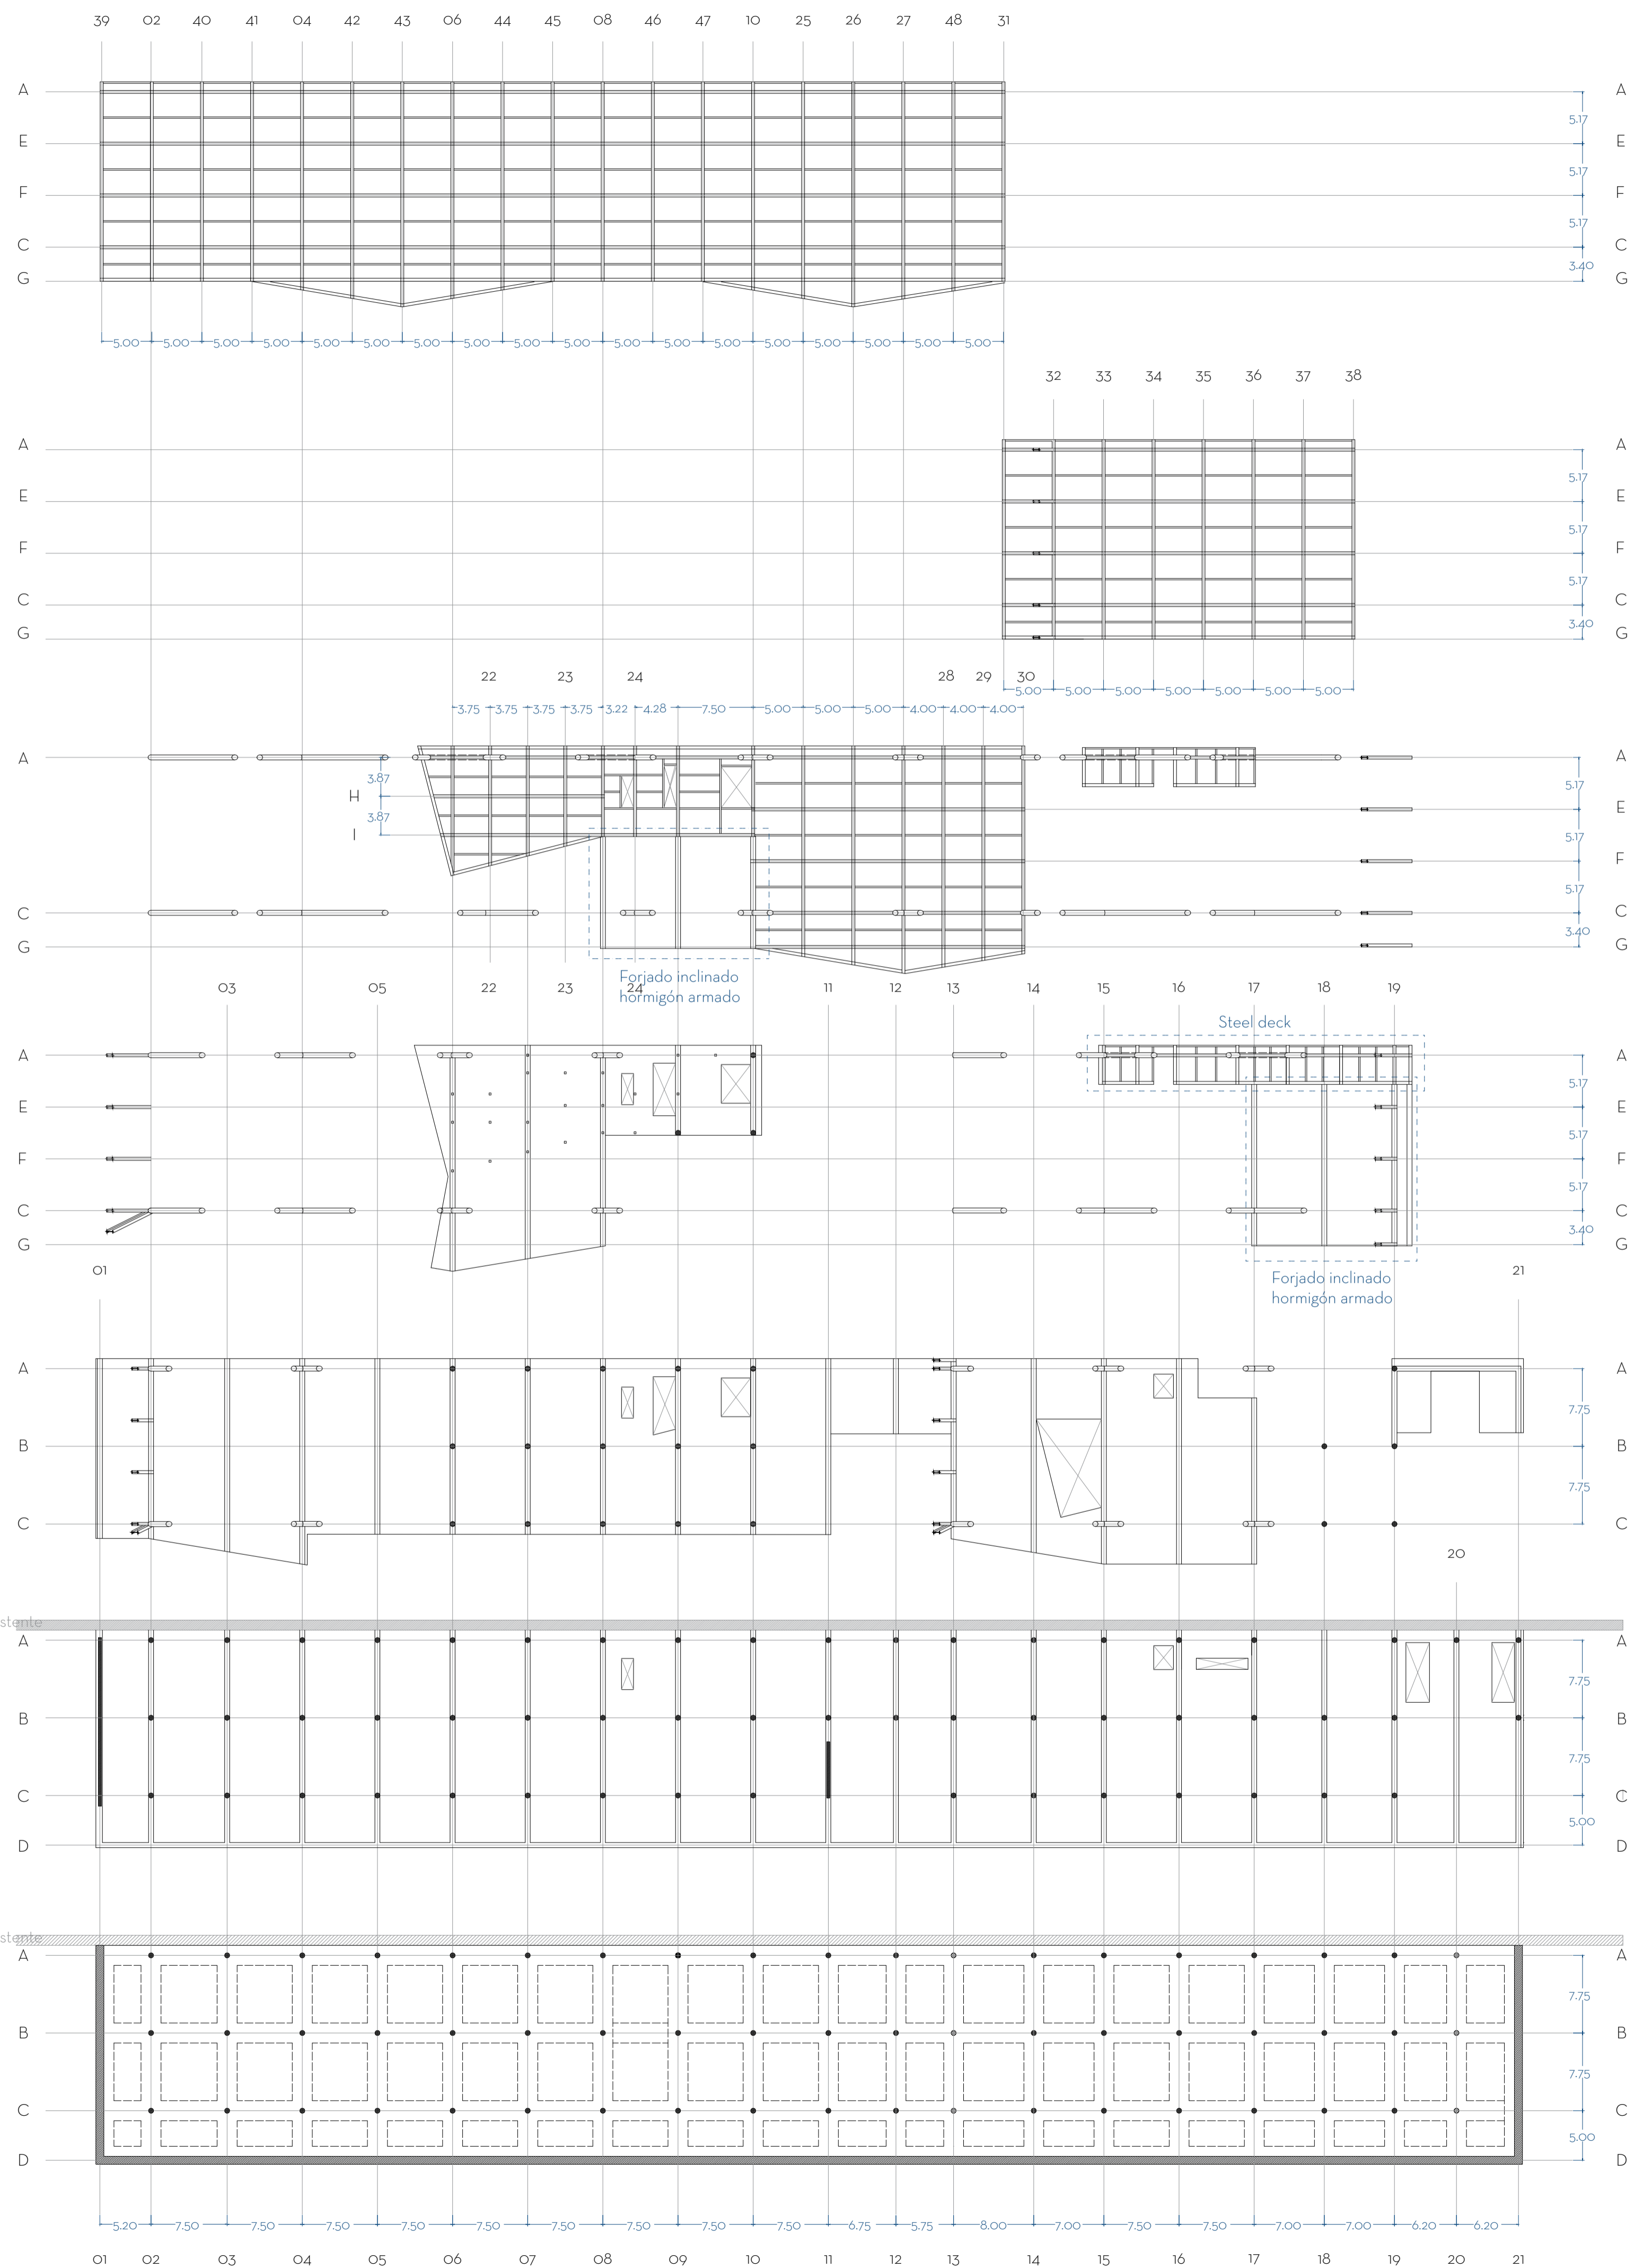 39 02 40 41 04 42 43 06 44 45 08 46 47 10 25 26 27 48 31
A A
5.17
E E
5.17
F F
5.17
C C
3.40
G G
5.00 5.00 5.00 5.00 5.00 5.00 5.00 5.00 5.00 5.00 5.00 5.00 5.00 5.00 5.00 5.00 5.00 5.00
32 33 34 35 36 37 38
A A
5.17
E E
5.17
F F
5.17
C C
3.40
G G
22 23 24 28 29 30
5.00 5.00 5.00 5.00 5.00 5.00 5.00
3.75 3.75 3.75 3.75 3.22 4.28 7.50 5.00 5.00 5.00 4.00 4.00 4.00
A A
3.87 5.17
H E
3.87 5.17
I F
5.17
C C
3.40
G G
Forjado inclinado
hormigón armado
03 05 22 23 24 11 12 13 14 15 16 17 18 19
Steel deck
A A
5.17
E E
5.17
F F
5.17
C C
3.40
G G
01 21
Forjado inclinado
hormigón armado
A A
7.75
B B
7.75
C C
20
stente
A A
7.75
B B
7.75
C C
5.00
D D
stente
A A
7.75
B B
7.75
C C
5.00
D D
5.20 7.50 7.50 7.50 7.50 7.50 7.50 7.50 7.50 7.50 6.75 5.75 8.00 7.00 7.50 7.50 7.00 7.00 6.20 6.20
01 02 03 04 05 06 07 08 09 10 11 12 13 14 15 16 17 18 19 20 21